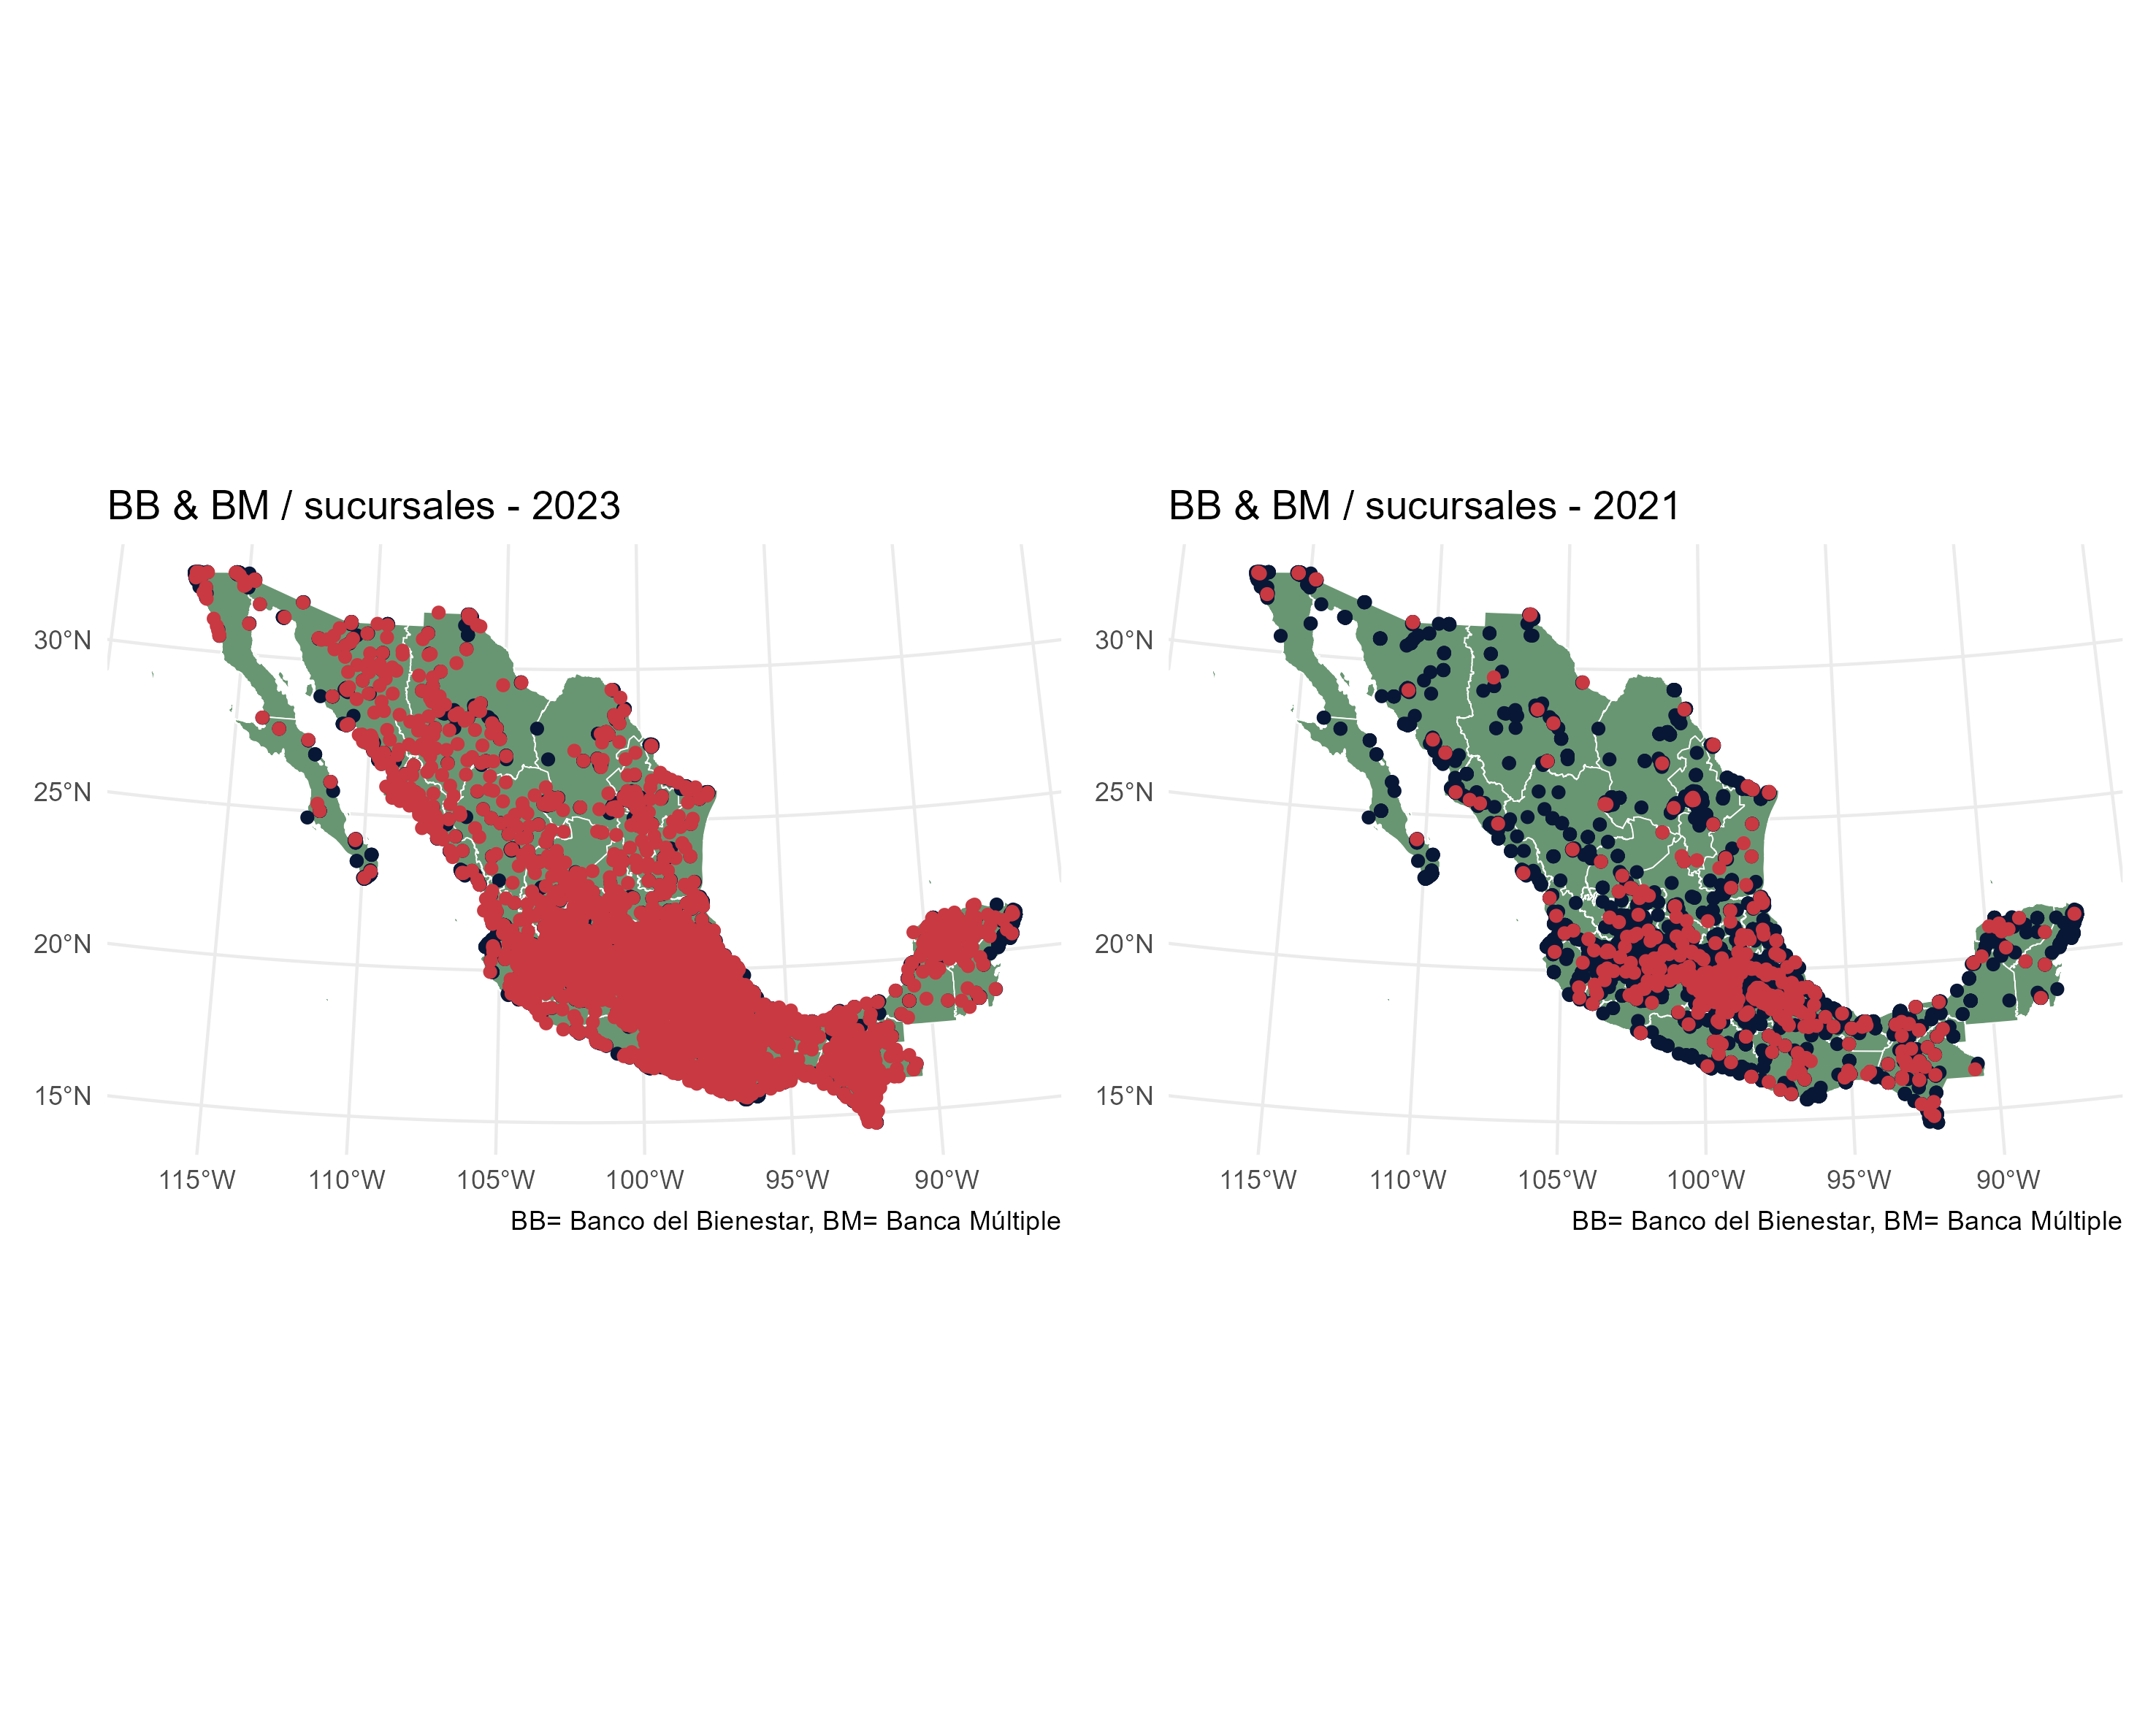 BB & BM / sucursales - 2023
30°N
25°N
20°N
15°N
115°W 110°W 105°W 100°W 95°W 90°W
BB= Banco del Bienestar, BM= Banca Múltiple
BB & BM / sucursales - 2021
30°N
25°N
20°N
15°N
115°W 110°W 105°W 100°W 95°W 90°W
BB= Banco del Bienestar, BM= Banca Múltiple